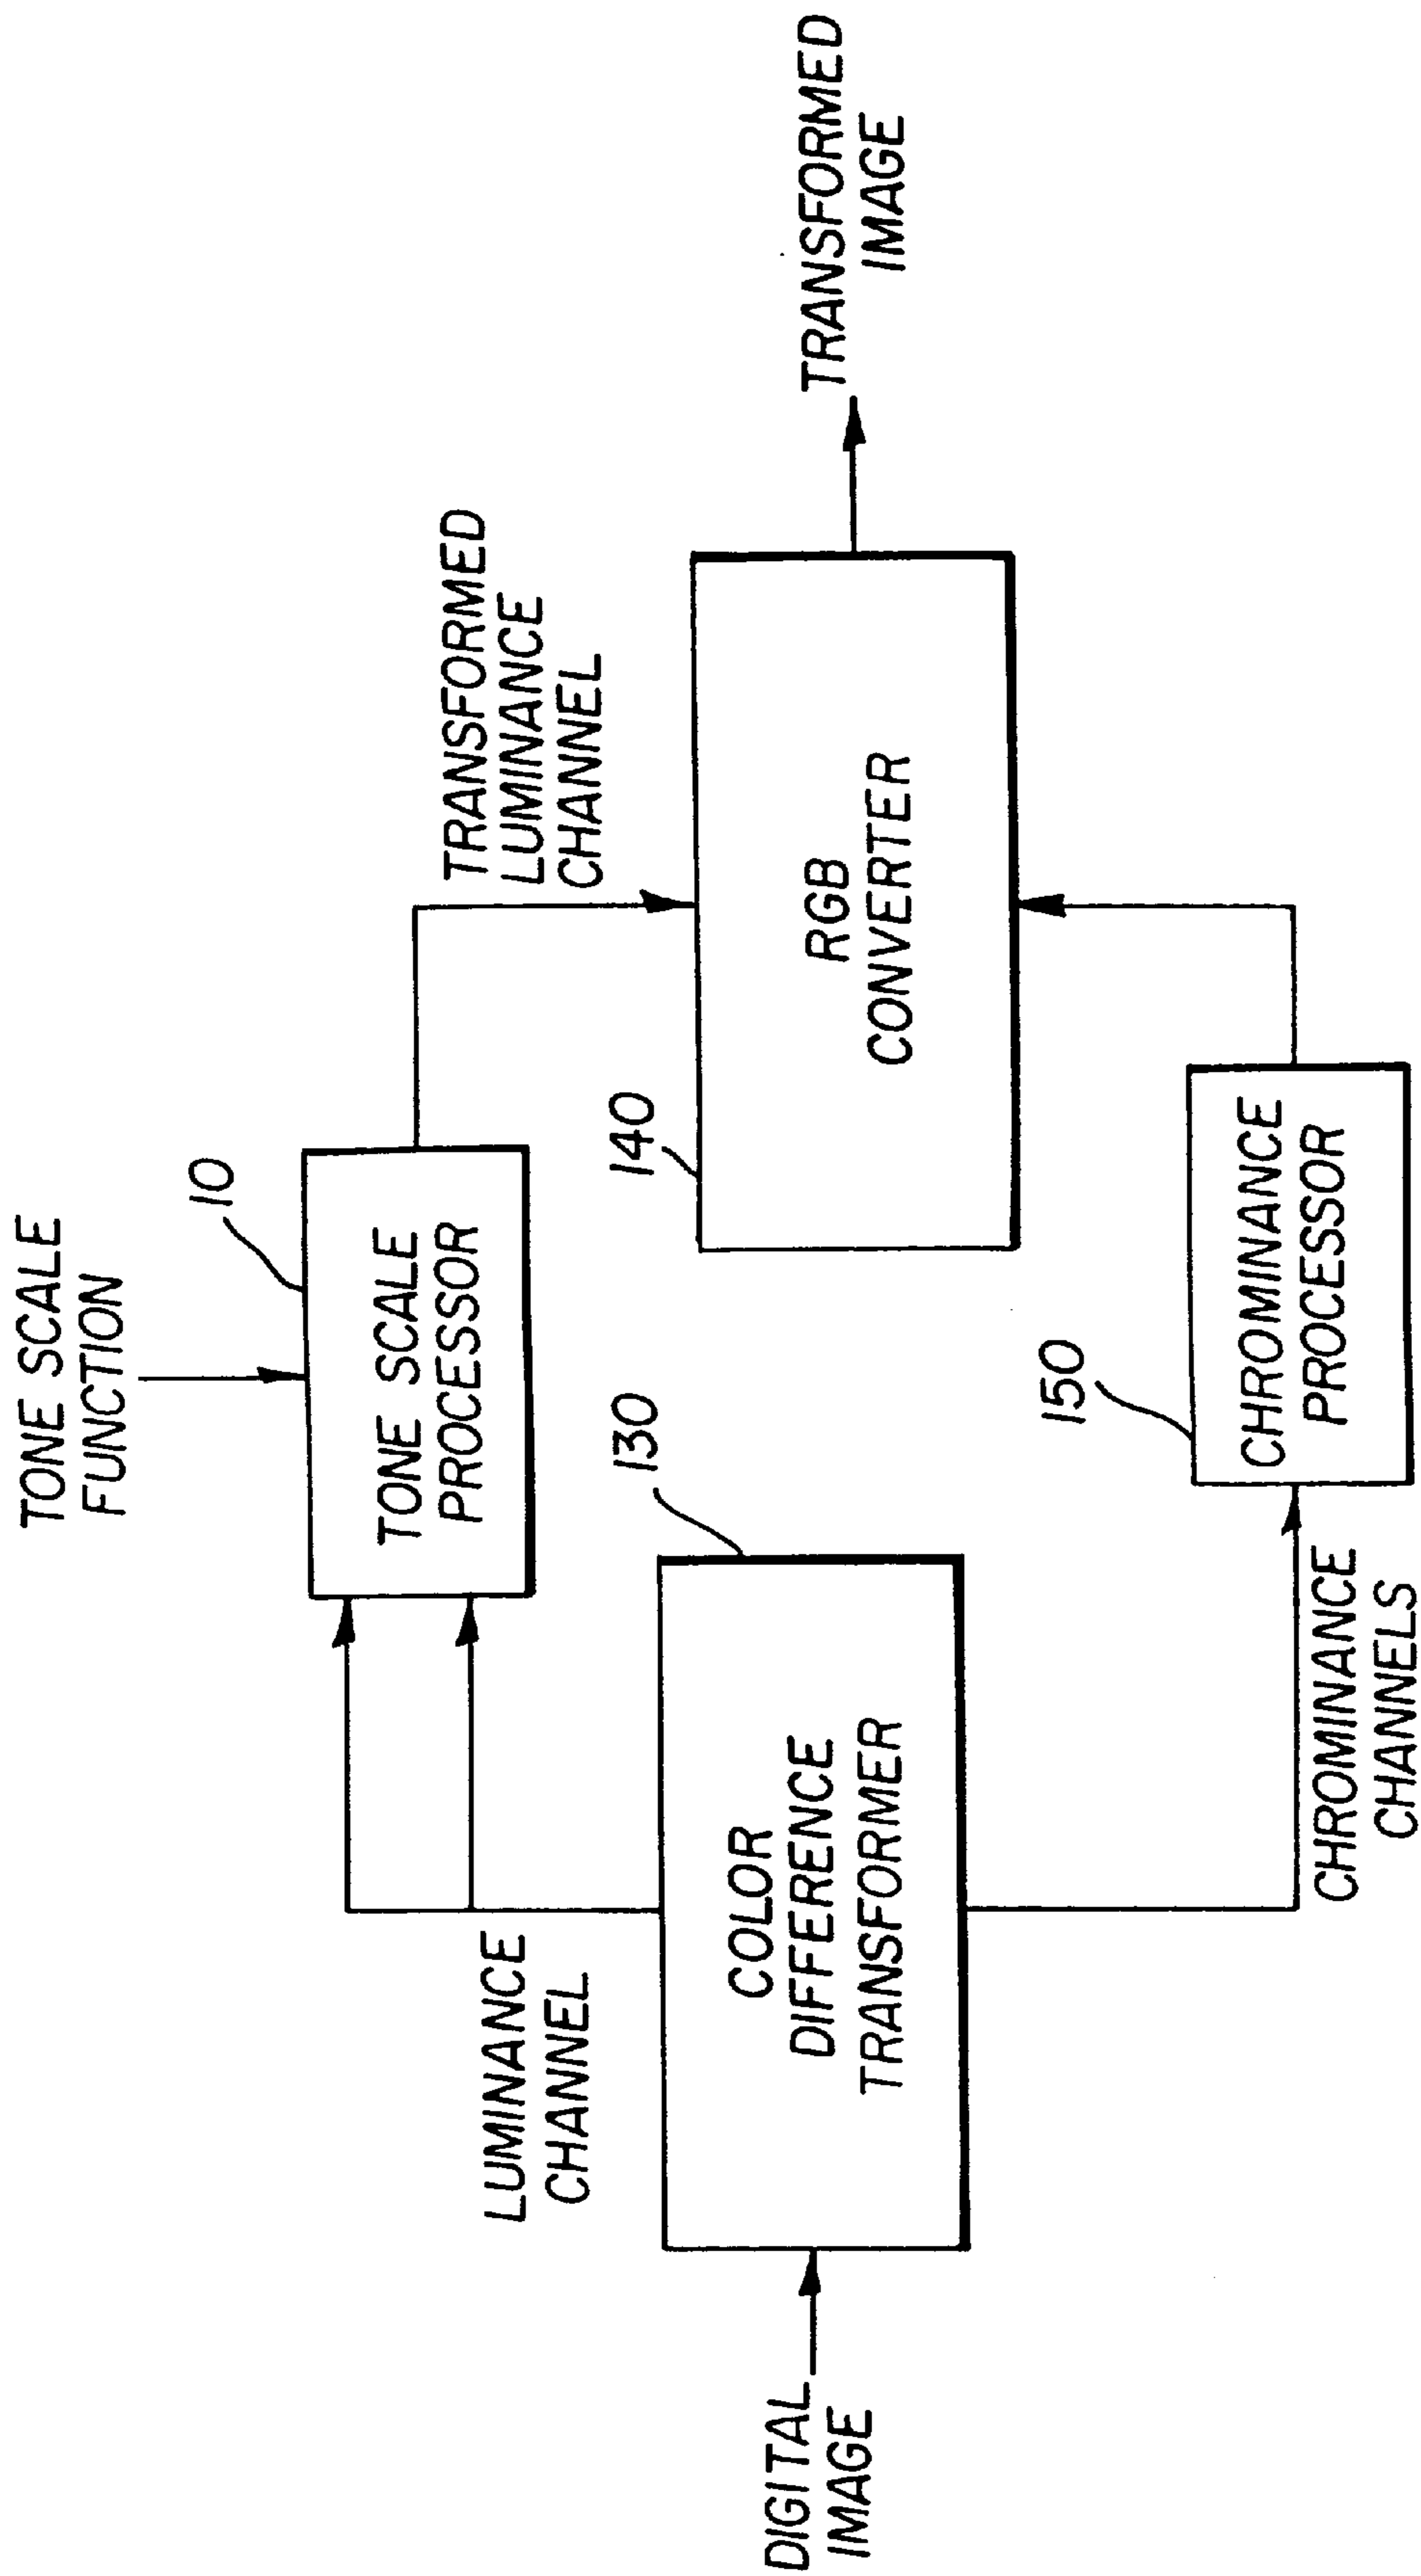 TONE SCALE
FUNCTION
10
TONE SCALE
PROCESSOR
LUMINANCE
CHANNEL
TRANSFORMED
LUMINANCE
CHANNEL
130
140
DIGITAL
IMAGE
COLOR
DIFFERENCE
TRANSFORMER
RGB
CONVERTER
TRANSFORMED
IMAGE
150
CHROMINANCE
PROCESSOR
CHROMINANCE
CHANNELS